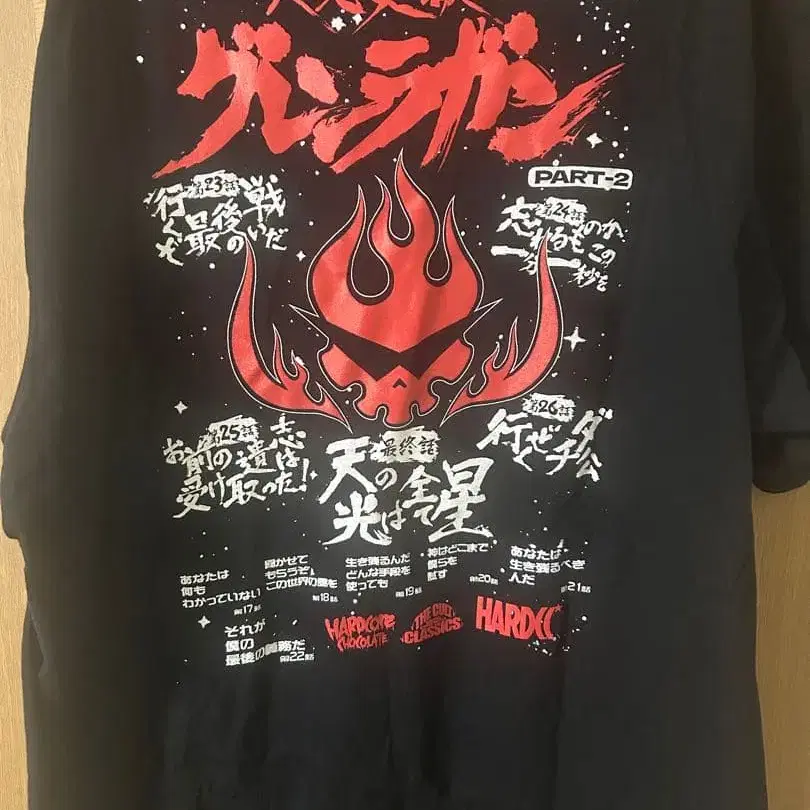 グレンラガン
PART-2
第23話
行くぞ
最後の
戦いだ
第24話
忘れるものか
この
一分一秒を
第25話
お前の遺志は
受け取った!
最終話
天の
光は
全て
星
第26話
行くぜ
ダチ公
あなたは
何も
わかっていない
第17話
聞かせて
もらうぞ
この世界の謎を
第18話
生き残るんだ
どんな手段を
使っても
第19話
神はどこまで
僕らを
試す
第20話
あなたは
生き残るべき
人だ
第21話
それが
僕の
最後の義務だ
第22話
HARDCORE
CHOCOLATE
THE CULT
CLASSICS
HARDCC